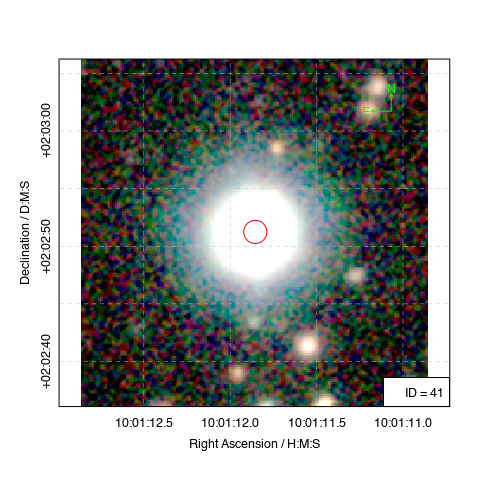 N
E
+02:03:00
+02:02:50
+02:02:40
Declination / D:M:S
ID = 41
10:01:12.5 10:01:12.0 10:01:11.5 10:01:11.0
Right Ascension / H:M:S